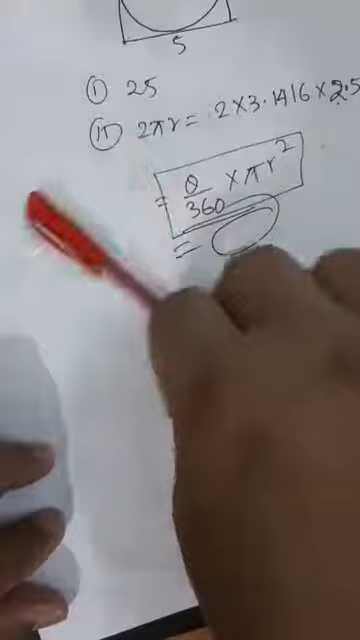 5
(i) 25
(ii) 2πr = 2×3.1416×2.5
= θ/360 × πr²
=